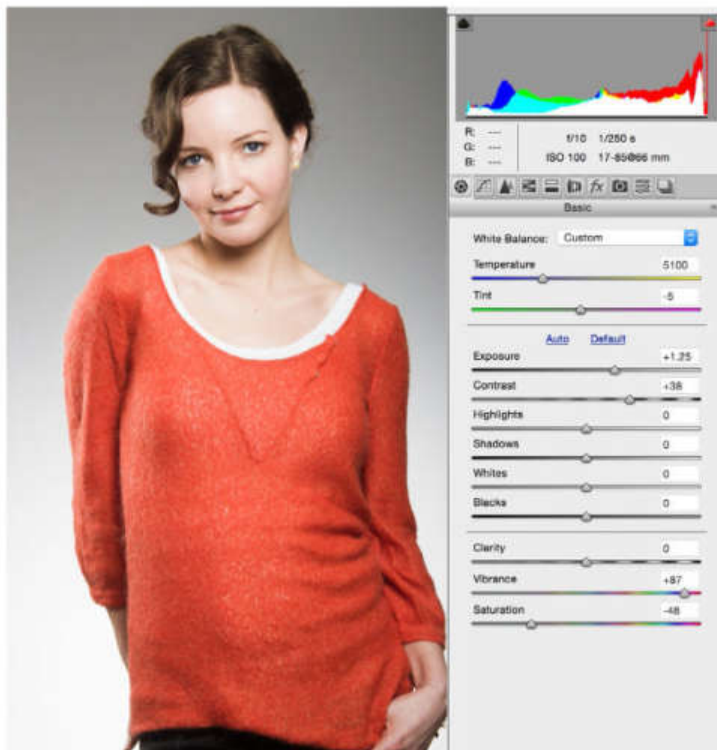 R: ---
G: ---
B: ---
f/10 1/250 s
ISO 100 17-85@66 mm
fx
Basic
White Balance: Custom
Temperature 5100
Tint -5
Auto Default
Exposure +1.25
Contrast +38
Highlights 0
Shadows 0
Whites 0
Blacks 0
Clarity 0
Vibrance +87
Saturation -48